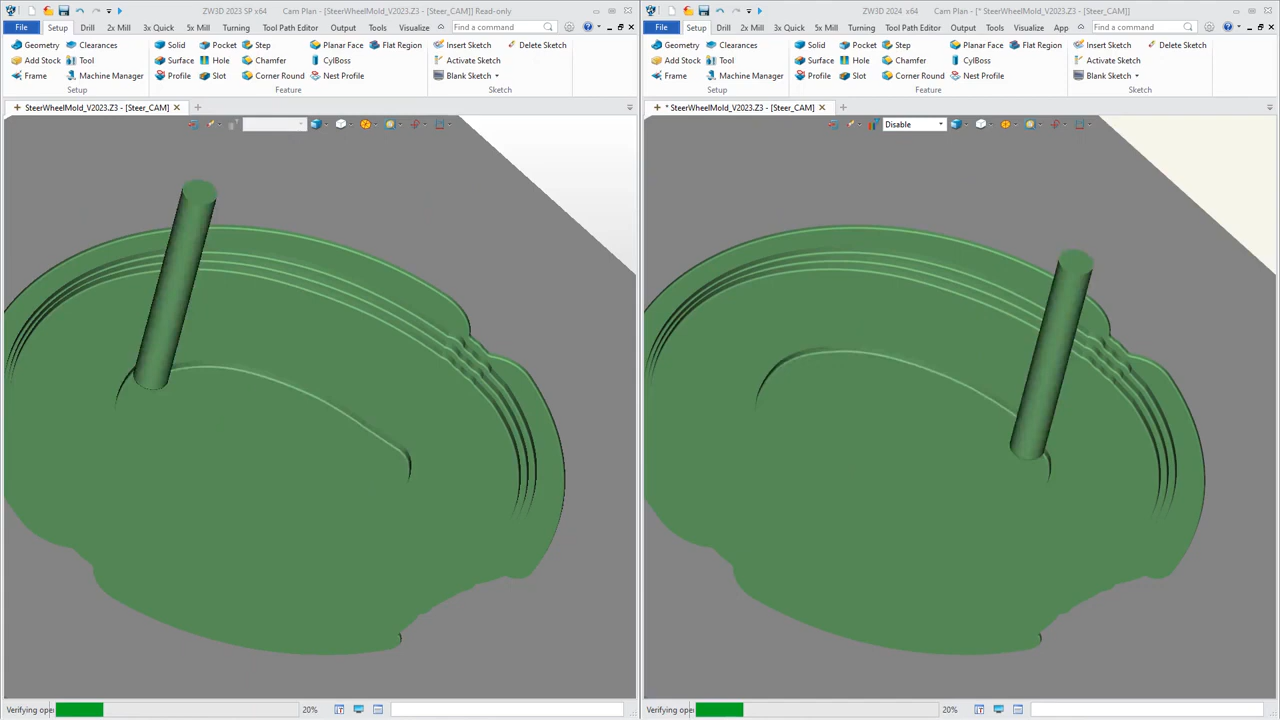 ZW3D 2023 SP x64 Cam Plan - [SteerWheelMold_V2023.Z3 - [Steer_CAM]] Read-only
File Setup Drill 2x Mill 3x Quick 5x Mill Turning Tool Path Editor Output Tools Visualiz Find a command
Geometry Clearances Solid Pocket Step Planar Face Flat Region Insert Sketch Delete Sketch
Add Stock Tool Surface Hole Chamfer CylBoss Activate Sketch
Frame Machine Manager Profile Slot Corner Round Nest Profile Blank Sketch
Setup Feature Sketch
SteerWheelMold_V2023.Z3 - [Steer_CAM]
Verifying ope 20%
ZW3D 2024 x64 Cam Plan - [* SteerWheelMold_V2023.Z3 - [Steer_CAM]]
File Setup Drill 2x Mill 3x Quick 5x Mill Turning Tool Path Editor Output Tools Visualize App Find a command
Geometry Clearances Solid Pocket Step Planar Face Flat Region Insert Sketch Delete Sketch
Add Stock Tool Surface Hole Chamfer CylBoss Activate Sketch
Frame Machine Manager Profile Slot Corner Round Nest Profile Blank Sketch
Setup Feature Sketch
* SteerWheelMold_V2023.Z3 - [Steer_CAM]
Disable
Verifying ope 20%